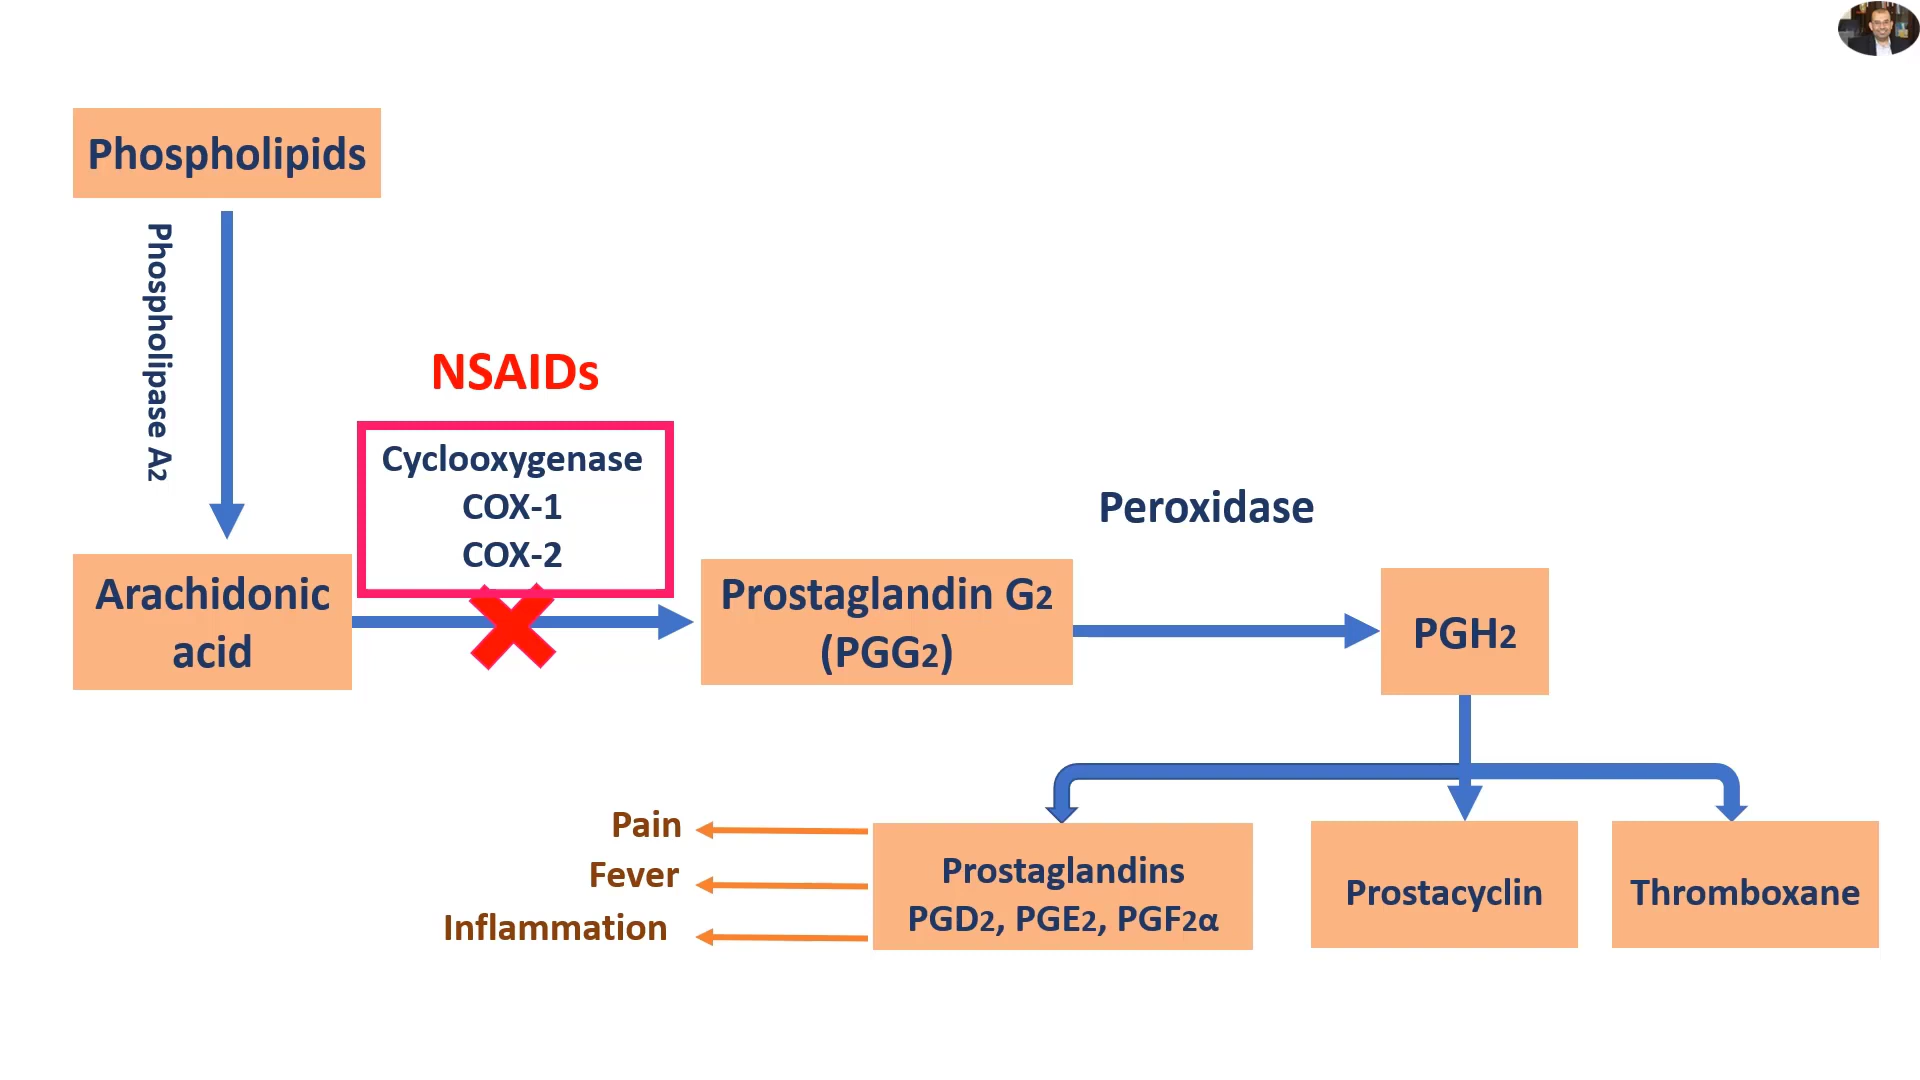 Phospholipids
Phospholipase A2
NSAIDs
Cyclooxygenase
COX-1
COX-2
Arachidonic
acid
Prostaglandin G2
(PGG2)
Peroxidase
PGH2
Pain
Fever
Inflammation
Prostaglandins
PGD2, PGE2, PGF2α
Prostacyclin
Thromboxane